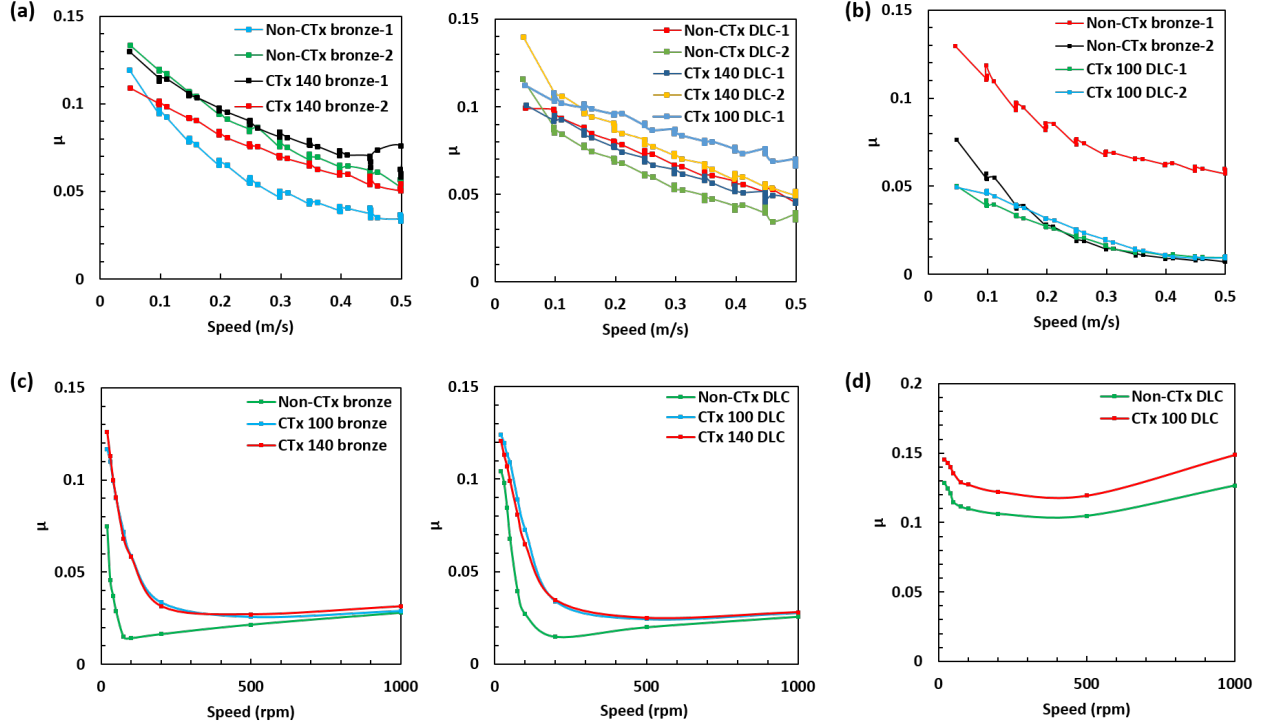 (a)
0.15
0.1
0.05
0
μ
Non-CTx bronze-1
Non-CTx bronze-2
CTx 140 bronze-1
CTx 140 bronze-2
0 0.1 0.2 0.3 0.4 0.5
Speed (m/s)
0.15
0.1
0.05
0
μ
Non-CTx DLC-1
Non-CTx DLC-2
CTx 140 DLC-1
CTx 140 DLC-2
CTx 100 DLC-1
0 0.1 0.2 0.3 0.4 0.5
Speed (m/s)
(b)
0.15
0.1
0.05
0
μ
Non-CTx bronze-1
Non-CTx bronze-2
CTx 100 DLC-1
CTx 100 DLC-2
0 0.1 0.2 0.3 0.4 0.5
Speed (m/s)
(c)
0.15
0.1
0.05
0
μ
Non-CTx bronze
CTx 100 bronze
CTx 140 bronze
0 500 1000
Speed (rpm)
0.15
0.1
0.05
0
μ
Non-CTx DLC
CTx 100 DLC
CTx 140 DLC
0 500 1000
Speed (rpm)
(d)
0.2
0.15
0.1
0.05
0
μ
Non-CTx DLC
CTx 100 DLC
0 500 1000
Speed (rpm)